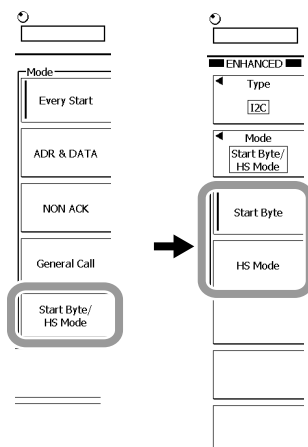 Mode
Every Start
ADR & DATA
NON ACK
General Call
Start Byte/
HS Mode
ENHANCED
Type
I2C
Mode
Start Byte/
HS Mode
Start Byte
HS Mode